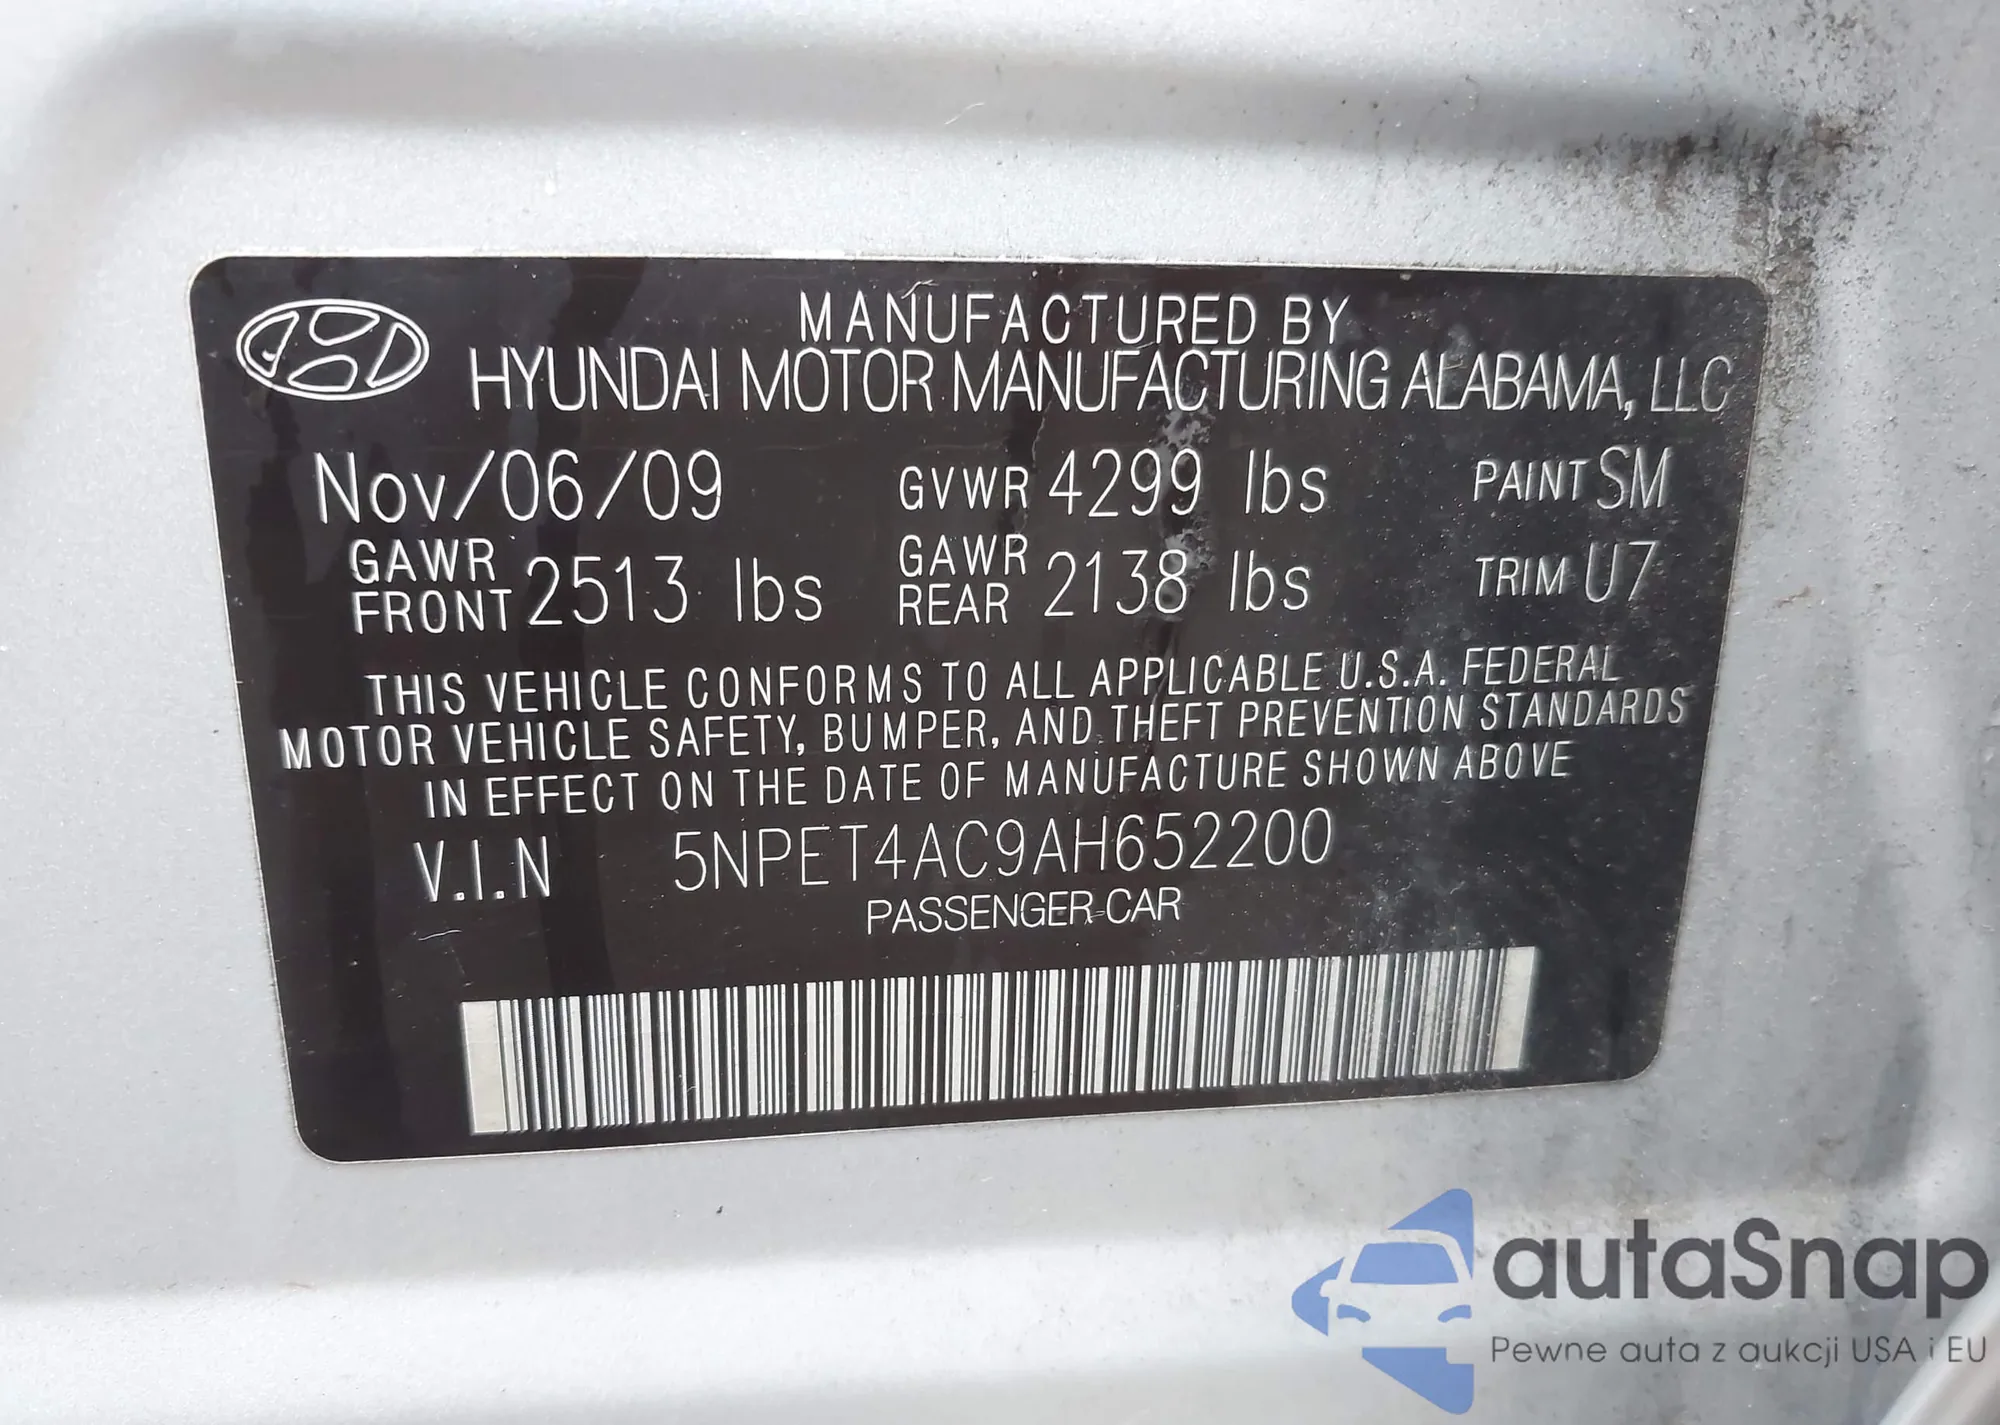 MANUFACTURED BY
HYUNDAI MOTOR MANUFACTURING ALABAMA, LLC
Nov/06/09 GVWR 4299 lbs PAINT SM
GAWR FRONT 2513 lbs GAWR REAR 2138 lbs TRIM U7
THIS VEHICLE CONFORMS TO ALL APPLICABLE U.S.A. FEDERAL
MOTOR VEHICLE SAFETY, BUMPER, AND THEFT PREVENTION STANDARDS
IN EFFECT ON THE DATE OF MANUFACTURE SHOWN ABOVE
V.I.N 5NPET4AC9AH652200
PASSENGER CAR
autaSnap
Pewne auta z aukcji USA i EU